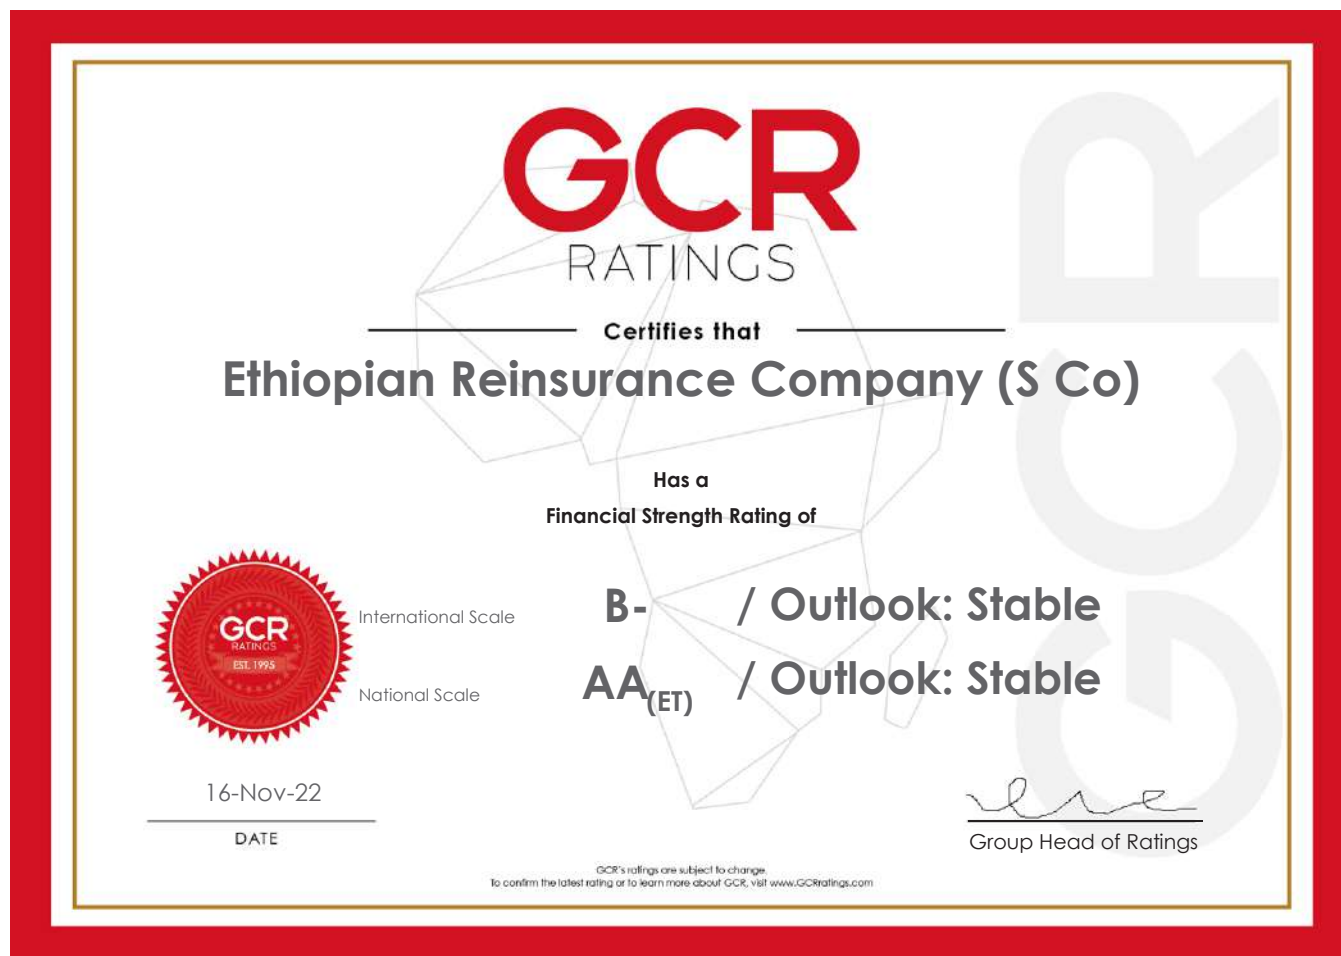 GCR
RATINGS
Certifies that
Ethiopian Reinsurance Company (S Co)
Has a
Financial Strength Rating of
International Scale B- / Outlook: Stable
National Scale AA(ET) / Outlook: Stable
GCR
RATINGS
EST. 1995
16-Nov-22
DATE
Group Head of Ratings
GCR's ratings are subject to change.
To confirm the latest rating or to learn more about GCR, visit www.GCRratings.com
GCR